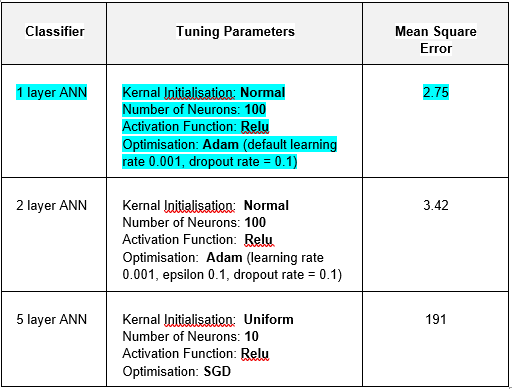 Classifier
Tuning Parameters
Mean Square
Error
1 layer ANN
Kernal Initialisation: Normal
Number of Neurons: 100
Activation Function: Relu
Optimisation: Adam (default learning
rate 0.001, dropout rate = 0.1)
2.75
2 layer ANN
Kernal Initialisation: Normal
Number of Neurons: 100
Activation Function: Relu
Optimisation: Adam (learning rate
0.001, epsilon 0.1, dropout rate = 0.1)
3.42
5 layer ANN
Kernal Initialisation: Uniform
Number of Neurons: 10
Activation Function: Relu
Optimisation: SGD
191